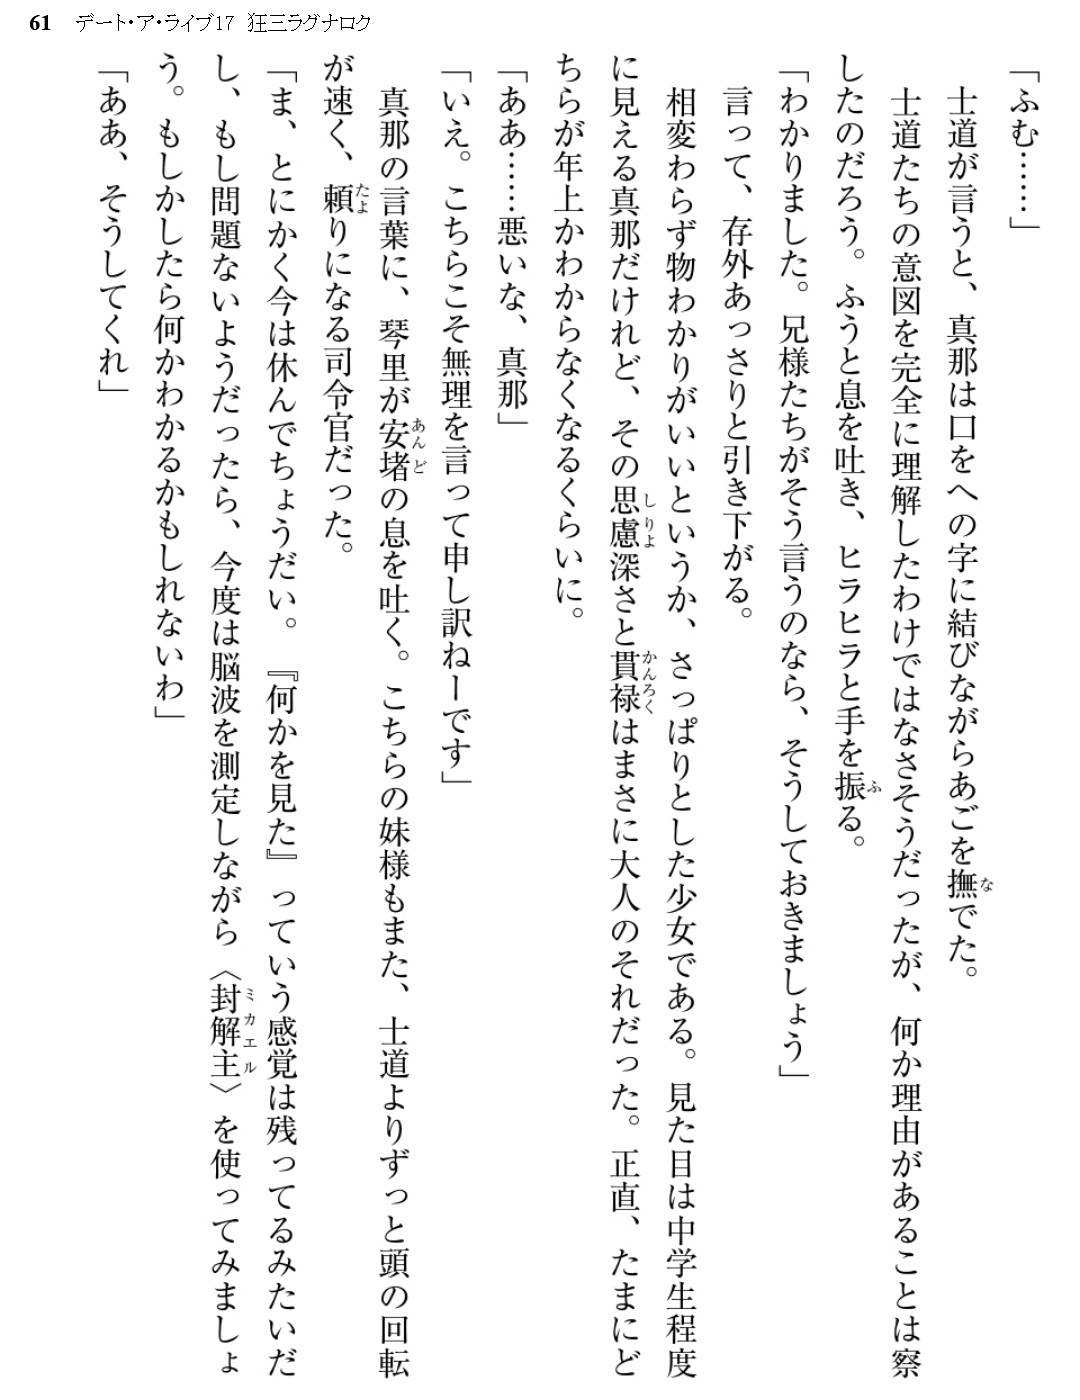 61 デート・ア・ライブ17 狂三ラグナロク
「ふむ……」
士道が言うと、真那は口をへの字に結びながらあごを撫でた。
士道たちの意図を完全に理解したわけではなさそうだったが、何か理由があることは察
したのだろう。ふうと息を吐き、ヒラヒラと手を振る。
「わかりました。兄様たちがそう言うのなら、そうしておきましょう」
言って、存外あっさりと引き下がる。
相変わらず物わかりがいいというか、さっぱりとした少女である。見た目は中学生程度
に見える真那だけれど、その思慮深さと貫禄はまさに大人のそれだった。正直、たまにど
ちらが年上かわからなくなるくらいに。
「ああ……悪いな、真那」
「いえ。こちらこそ無理を言って申し訳ねーです」
真那の言葉に、琴里が安堵の息を吐く。こちらの妹様もまた、士道よりずっと頭の回転
が速く、頼りになる司令官だった。
「ま、とにかく今は休んでちょうだい。『何かを見た』っていう感覚は残ってるみたいだ
し、もし問題ないようだったら、今度は脳波を測定しながら〈封解主〉を使ってみましょ
う。もしかしたら何かわかるかもしれないわ」
「ああ、そうしてくれ」